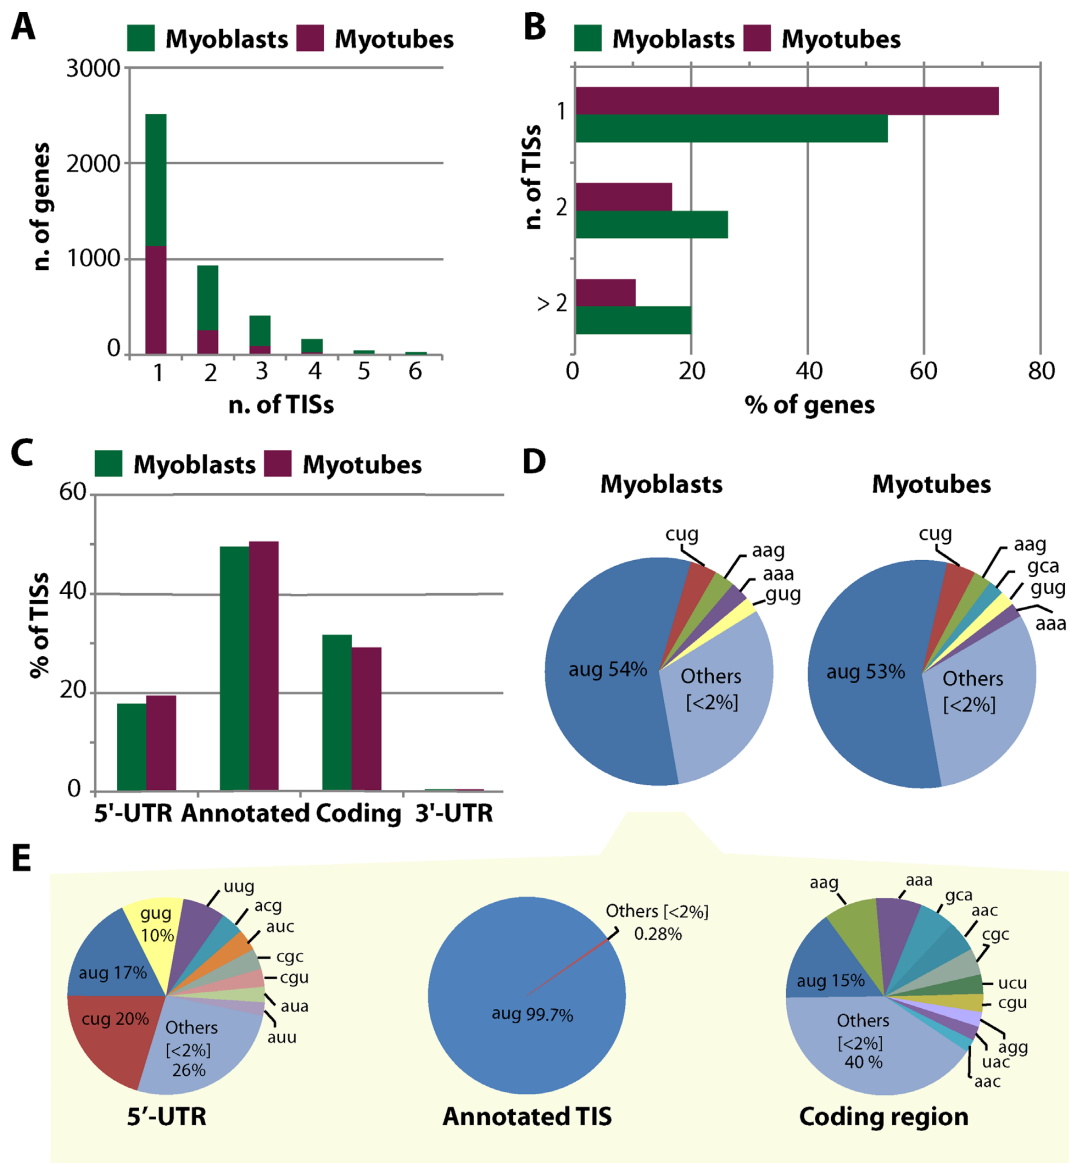 A
Myoblasts Myotubes
3000
2000
1000
0
n. of genes
1 2 3 4 5 6
n. of TISs
B
Myoblasts Myotubes
n. of TISs
1
2
> 2
0 20 40 60 80
% of genes
C
Myoblasts Myotubes
60
40
20
0
% of TISs
5'-UTR Annotated Coding 3'-UTR
D
Myoblasts
cug
aag
aaa
gug
aug 54%
Others
[<2%]
Myotubes
cug
aag
gca
gug
aaa
aug 53%
Others
[<2%]
E
uug
acg
auc
cgc
cgu
aua
auu
gug
10%
aug 17%
cug 20%
Others
[<2%]
26%
5′-UTR
Others [<2%]
0.28%
aug 99.7%
Annotated TIS
aag
aaa
gca
aac
cgc
ucu
cgu
agg
uac
aac
aug 15%
Others
[<2%]
40 %
Coding region